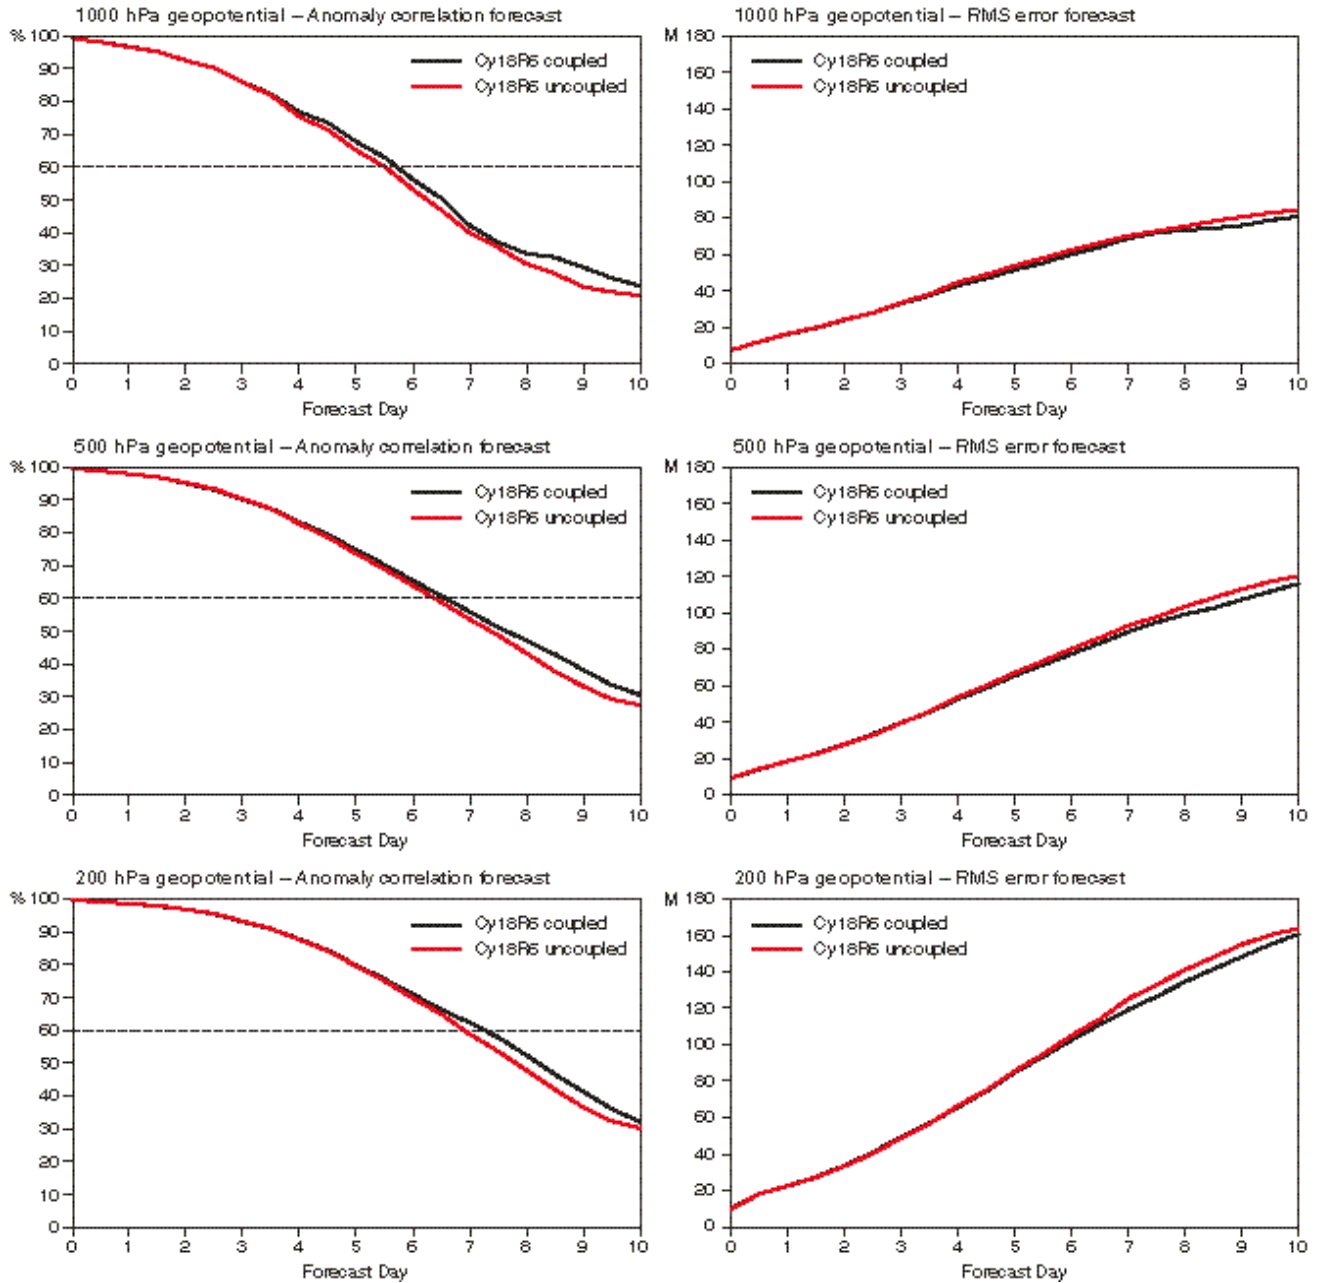 1000 hPa geopotential – Anomaly correlation forecast
% 100
90
80
70
60
50
40
30
20
10
0
Cy18R6 coupled
Cy18R6 uncoupled
0 1 2 3 4 5 6 7 8 9 10
Forecast Day
1000 hPa geopotential – RMS error forecast
M 180
160
140
120
100
80
60
40
20
0
Cy18R6 coupled
Cy18R6 uncoupled
0 1 2 3 4 5 6 7 8 9 10
Forecast Day
500 hPa geopotential – Anomaly correlation forecast
% 100
90
80
70
60
50
40
30
20
10
0
Cy18R6 coupled
Cy18R6 uncoupled
0 1 2 3 4 5 6 7 8 9 10
Forecast Day
500 hPa geopotential – RMS error forecast
M 180
160
140
120
100
80
60
40
20
0
Cy18R6 coupled
Cy18R6 uncoupled
0 1 2 3 4 5 6 7 8 9 10
Forecast Day
200 hPa geopotential – Anomaly correlation forecast
% 100
90
80
70
60
50
40
30
20
10
0
Cy18R6 coupled
Cy18R6 uncoupled
0 1 2 3 4 5 6 7 8 9 10
Forecast Day
200 hPa geopotential – RMS error forecast
M 180
160
140
120
100
80
60
40
20
0
Cy18R6 coupled
Cy18R6 uncoupled
0 1 2 3 4 5 6 7 8 9 10
Forecast Day